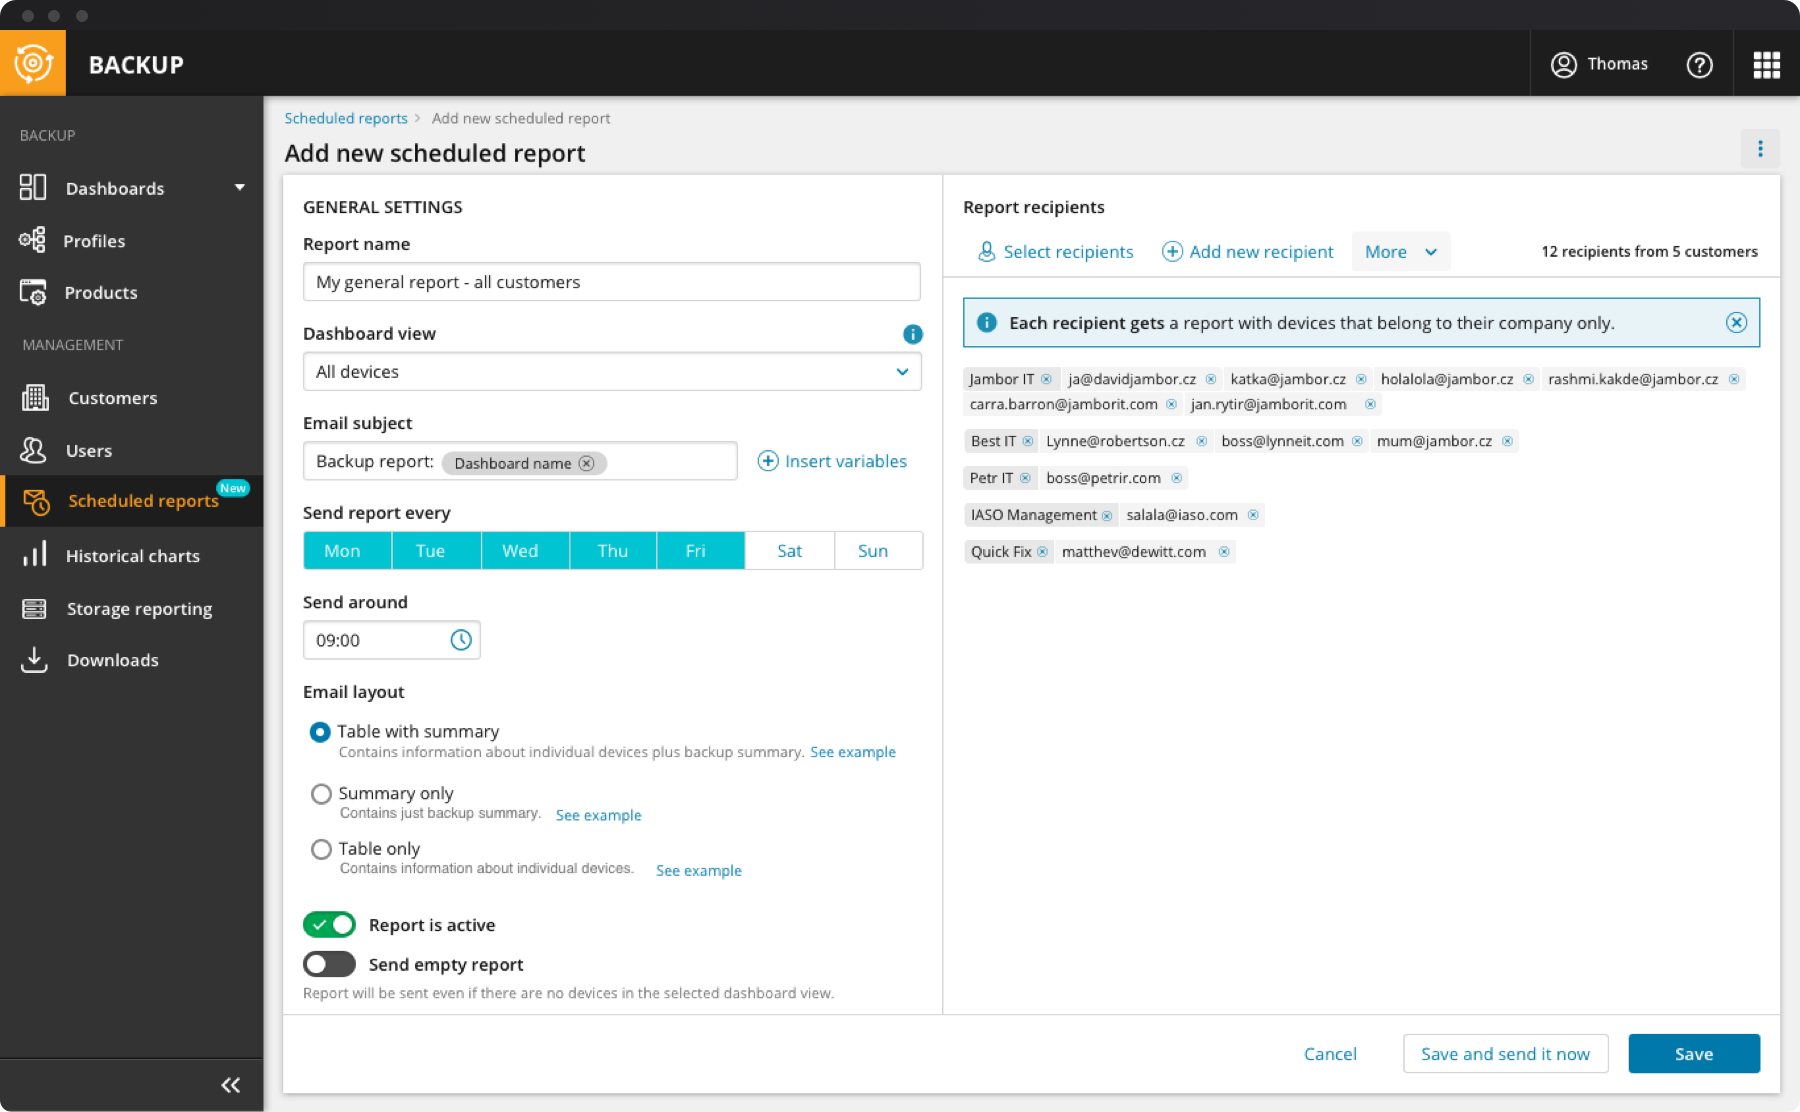 BACKUP
Thomas
BACKUP
Dashboards
Profiles
Products
MANAGEMENT
Customers
Users
Scheduled reports
New
Historical charts
Storage reporting
Downloads
Scheduled reports > Add new scheduled report
Add new scheduled report
GENERAL SETTINGS
Report name
My general report - all customers
Dashboard view
All devices
Email subject
Backup report: Dashboard name
Insert variables
Send report every
Mon Tue Wed Thu Fri Sat Sun
Send around
09:00
Email layout
Table with summary
Contains information about individual devices plus backup summary. See example
Summary only
Contains just backup summary. See example
Table only
Contains information about individual devices. See example
Report is active
Send empty report
Report will be sent even if there are no devices in the selected dashboard view.
Report recipients
Select recipients Add new recipient More 12 recipients from 5 customers
Each recipient gets a report with devices that belong to their company only.
Jambor IT ja@davidjambor.cz katka@jambor.cz holalola@jambor.cz rashmi.kakde@jambor.cz
carra.barron@jamborit.com jan.rytir@jamborit.com
Best IT Lynne@robertson.cz boss@lynneit.com mum@jambor.cz
Petr IT boss@petrir.com
IASO Management salala@iaso.com
Quick Fix matthev@dewitt.com
Cancel Save and send it now Save